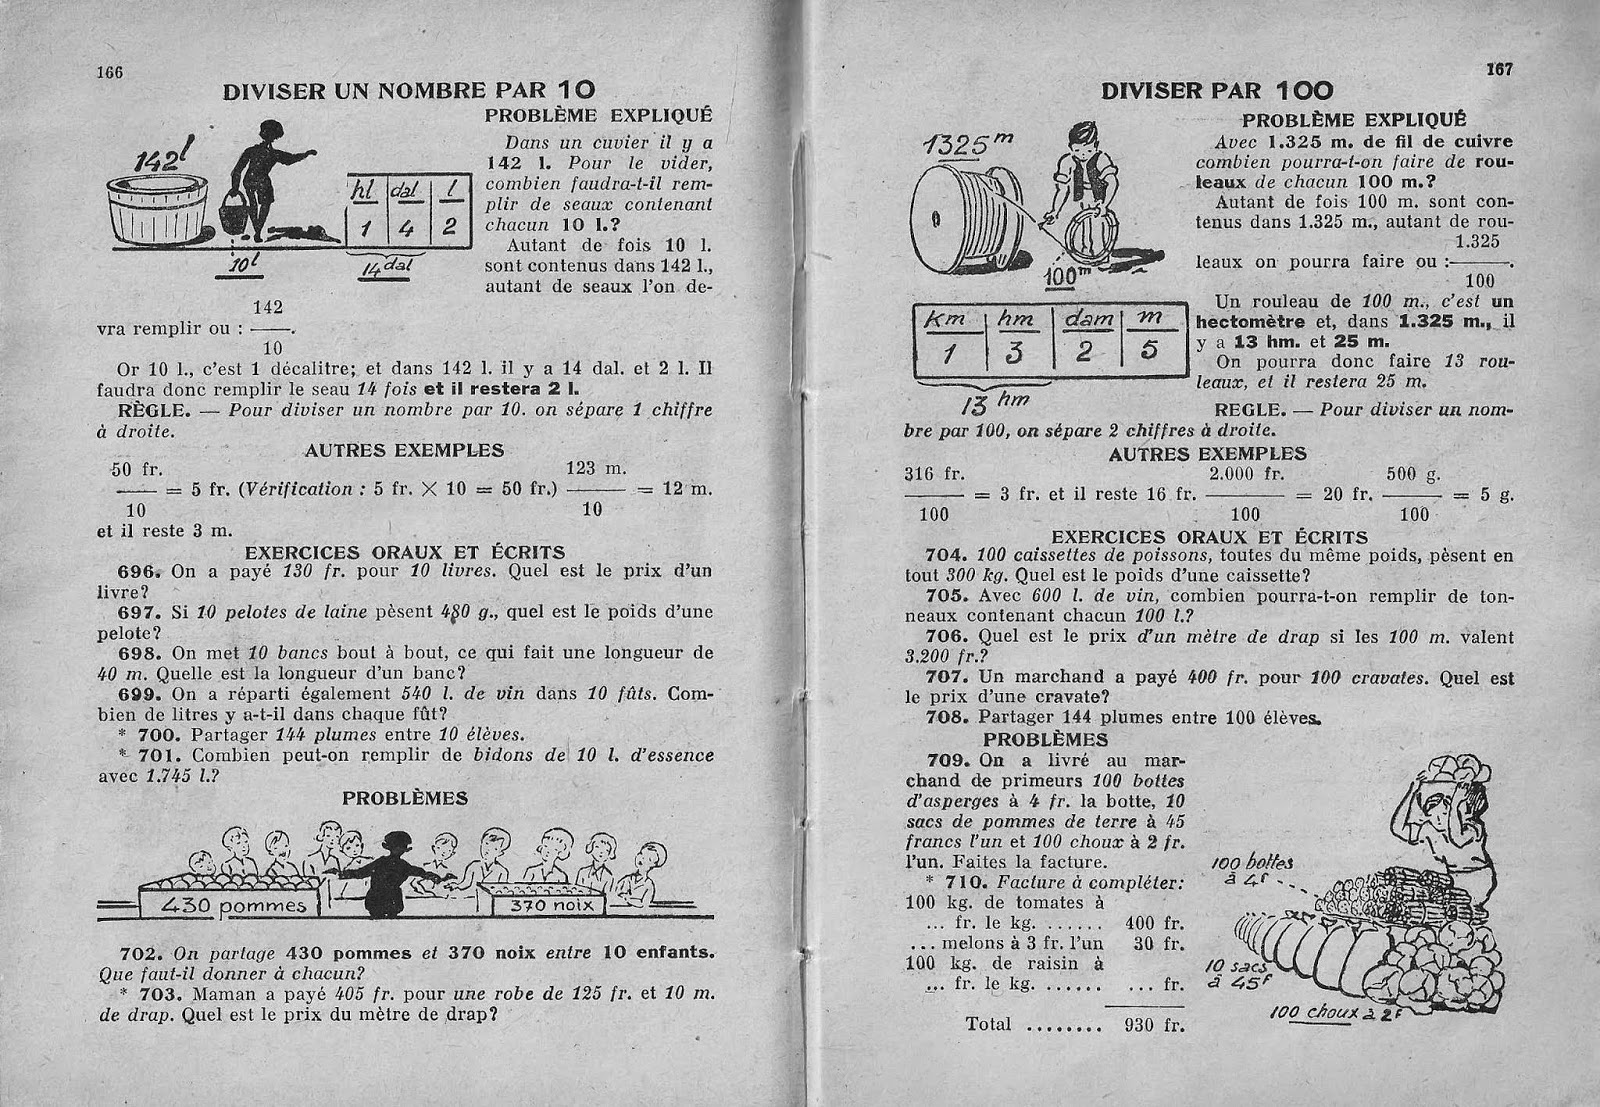 166
DIVISER UN NOMBRE PAR 10
PROBLÈME EXPLIQUÉ
142 l
hl dal l
1 4 2
14 dal
10 l
Dans un cuvier il y a
142 l. Pour le vider,
combien faudra-t-il rem-
plir de seaux contenant
chacun 10 l.?
Autant de fois 10 l.
sont contenus dans 142 l.,
autant de seaux l'on de-
142
vra remplir ou : ——.
10
Or 10 l., c'est 1 décalitre; et dans 142 l. il y a 14 dal. et 2 l. Il
faudra donc remplir le seau 14 fois et il restera 2 l.
RÈGLE. — Pour diviser un nombre par 10. on sépare 1 chiffre
à droite.
AUTRES EXEMPLES
50 fr. 123 m.
—— = 5 fr. (Vérification : 5 fr. X 10 = 50 fr.) —— = 12 m.
10 10
et il reste 3 m.
EXERCICES ORAUX ET ÉCRITS
696. On a payé 130 fr. pour 10 livres. Quel est le prix d'un
livre?
697. Si 10 pelotes de laine pèsent 480 g., quel est le poids d'une
pelote?
698. On met 10 bancs bout à bout, ce qui fait une longueur de
40 m. Quelle est la longueur d'un banc?
699. On a réparti également 540 l. de vin dans 10 fûts. Com-
bien de litres y a-t-il dans chaque fût?
* 700. Partager 144 plumes entre 10 élèves.
* 701. Combien peut-on remplir de bidons de 10 l. d'essence
avec 1.745 l.?
PROBLÈMES
430 pommes
370 noix
702. On partage 430 pommes et 370 noix entre 10 enfants.
Que faut-il donner à chacun?
* 703. Maman a payé 405 fr. pour une robe de 125 fr. et 10 m.
de drap. Quel est le prix du mètre de drap?
167
DIVISER PAR 100
PROBLÈME EXPLIQUÉ
1325 m
100 m
Km hm dam m
1 3 2 5
13 hm
Avec 1.325 m. de fil de cuivre
combien pourra-t-on faire de rou-
leaux de chacun 100 m.?
Autant de fois 100 m. sont con-
tenus dans 1.325 m., autant de rou-
1.325
leaux on pourra faire ou : ——.
100
Un rouleau de 100 m., c'est un
hectomètre et, dans 1.325 m., il
y a 13 hm. et 25 m.
On pourra donc faire 13 rou-
leaux, et il restera 25 m.
REGLE. — Pour diviser un nom-
bre par 100, on sépare 2 chiffres à droite.
AUTRES EXEMPLES
316 fr. 2.000 fr. 500 g.
—— = 3 fr. et il reste 16 fr. —— = 20 fr. —— = 5 g.
100 100 100
EXERCICES ORAUX ET ÉCRITS
704. 100 caissettes de poissons, toutes du même poids, pèsent en
tout 300 kg. Quel est le poids d'une caissette?
705. Avec 600 l. de vin, combien pourra-t-on remplir de ton-
neaux contenant chacun 100 l.?
706. Quel est le prix d'un mètre de drap si les 100 m. valent
3.200 fr.?
707. Un marchand a payé 400 fr. pour 100 cravates. Quel est
le prix d'une cravate?
708. Partager 144 plumes entre 100 élèves.
PROBLÈMES
709. On a livré au mar-
chand de primeurs 100 bottes
d'asperges à 4 fr. la botte, 10
sacs de pommes de terre à 45
francs l'un et 100 choux à 2 fr.
l'un. Faites la facture.
* 710. Facture à compléter:
100 kg. de tomates à
... fr. le kg. ...... 400 fr.
... melons à 3 fr. l'un 30 fr.
100 kg. de raisin à
... fr. le kg. ...... ... fr.
Total ........ 930 fr.
100 bottes
à 4 f
10 sacs
à 45 f
100 choux à 2 f